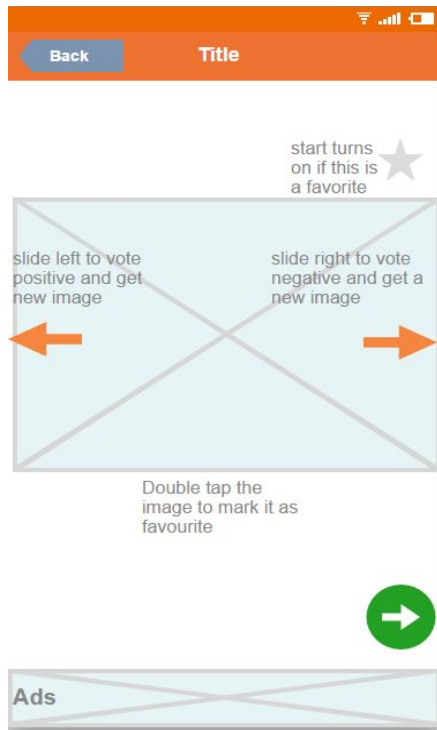 Back
Title
start turns
on if this is
a favorite
slide left to vote
positive and get
new image
slide right to vote
negative and get a
new image
Double tap the
image to mark it as
favourite
Ads